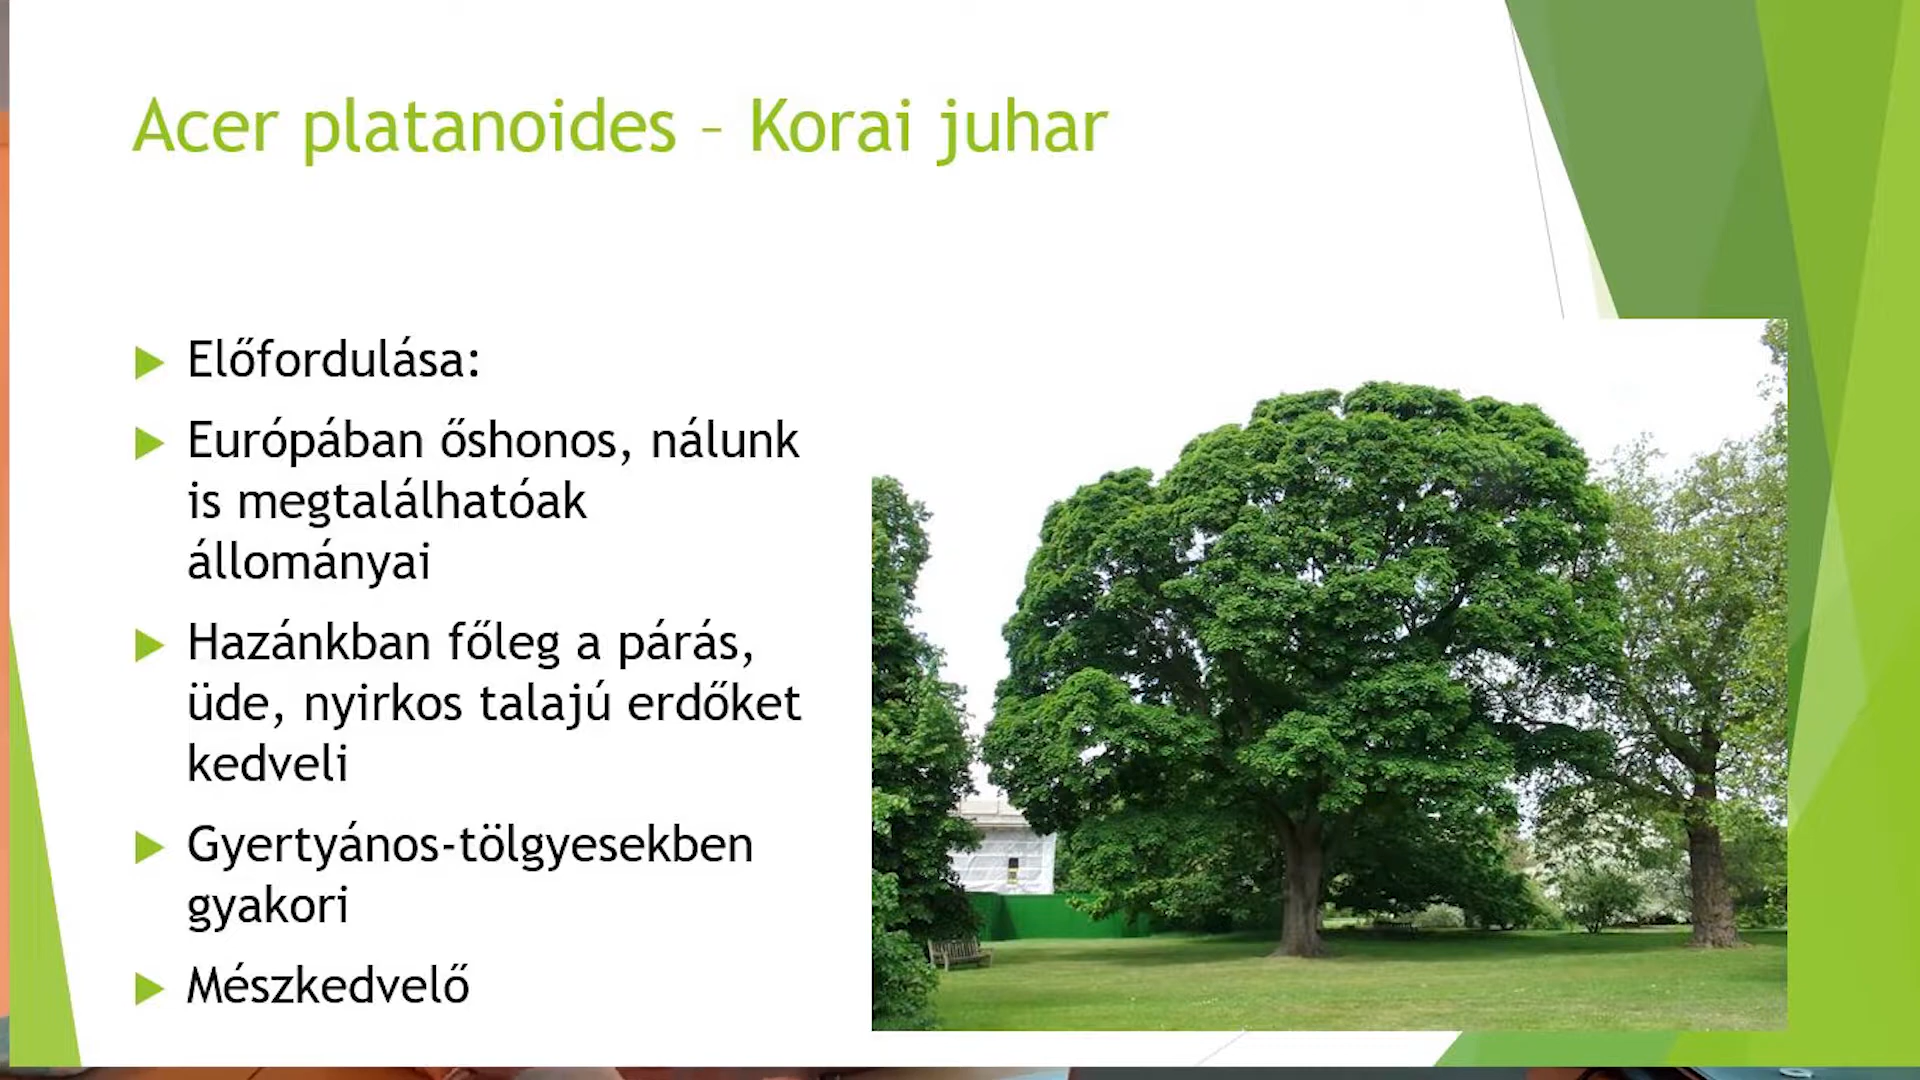 Acer platanoides – Korai juhar
Előfordulása:
Európában őshonos, nálunk
is megtalálhatóak
állományai
Hazánkban főleg a párás,
üde, nyirkos talajú erdőket
kedveli
Gyertyános-tölgyesekben
gyakori
Mészkedvelő